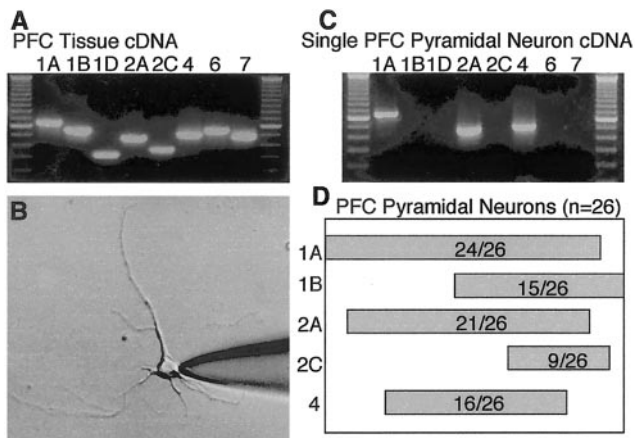 A
PFC Tissue cDNA
1A 1B 1D 2A 2C 4 6 7
B
C
Single PFC Pyramidal Neuron cDNA
1A 1B 1D 2A 2C 4 6 7
D PFC Pyramidal Neurons (n=26)
1A 24/26
1B 15/26
2A 21/26
2C 9/26
4 16/26